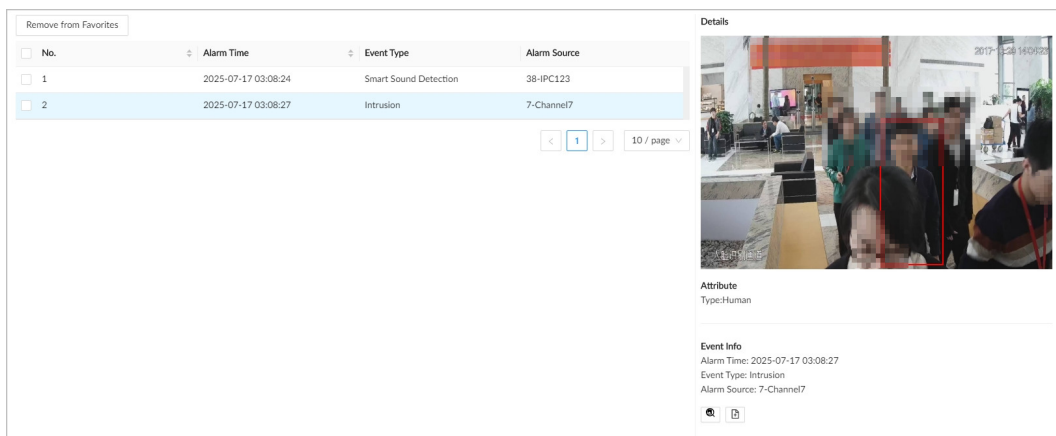 Remove from Favorites
No. Alarm Time Event Type Alarm Source
1 2025-07-17 03:08:24 Smart Sound Detection 38-IPC123
2 2025-07-17 03:08:27 Intrusion 7-Channel7
< 1 > 10 / page
Details
Attribute
Type:Human
Event Info
Alarm Time: 2025-07-17 03:08:27
Event Type: Intrusion
Alarm Source: 7-Channel7